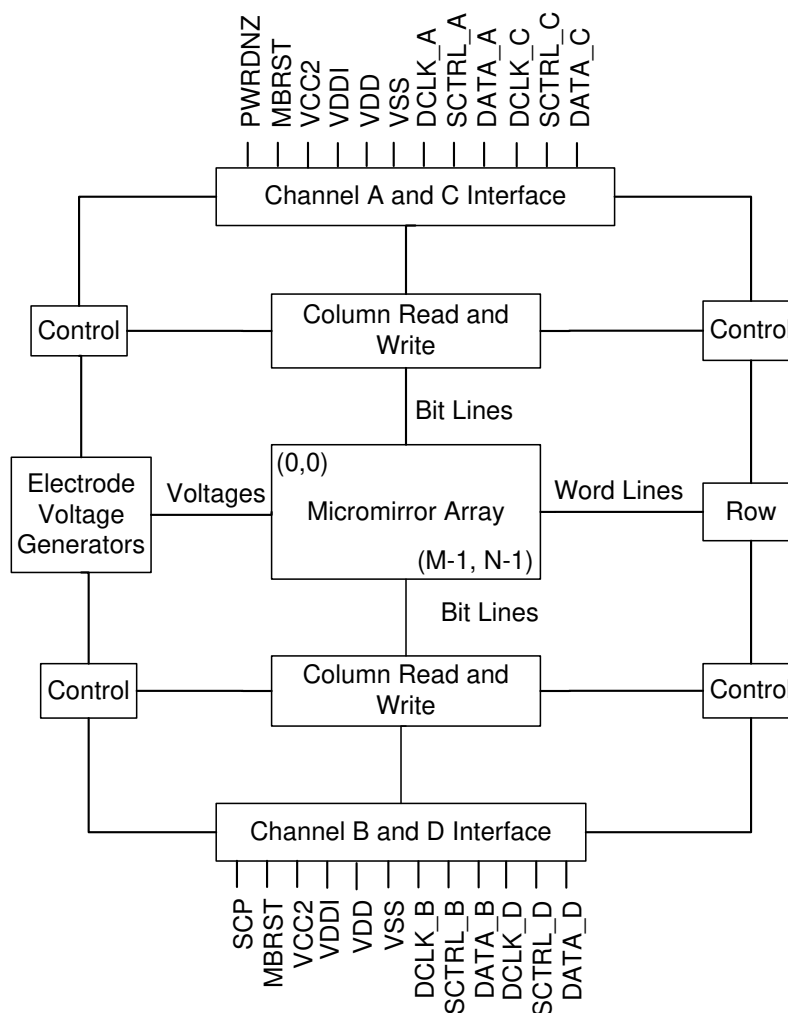 PWRDNZ
MBRST
VCC2
VDDI
VDD
VSS
DCLK_A
SCTRL_A
DATA_A
DCLK_C
SCTRL_C
DATA_C
Channel A and C Interface
Control
Column Read and
Write
Control
Bit Lines
Electrode
Voltage
Generators
Voltages
(0,0)
Micromirror Array
(M-1, N-1)
Word Lines
Row
Bit Lines
Control
Column Read and
Write
Control
Channel B and D Interface
SCP
MBRST
VCC2
VDDI
VDD
VSS
DCLK_B
SCTRL_B
DATA_B
DCLK_D
SCTRL_D
DATA_D